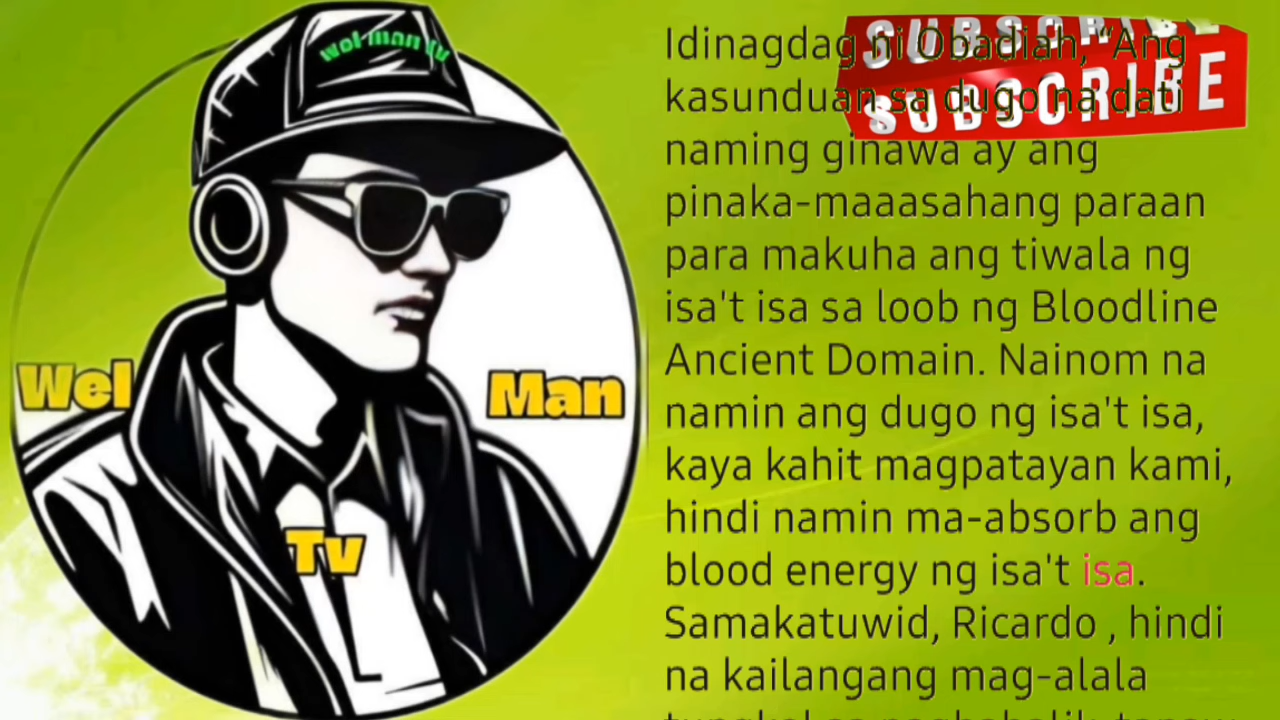 wel man tv
Wel
Man
Tv
SUBSCRIBE
SUBSCRIBE
Idinagdag ni Obadiah, “Ang
kasunduan sa dugo na dati
naming ginawa ay ang
pinaka-maaasahang paraan
para makuha ang tiwala ng
isa't isa sa loob ng Bloodline
Ancient Domain. Nainom na
namin ang dugo ng isa't isa,
kaya kahit magpatayan kami,
hindi namin ma-absorb ang
blood energy ng isa't isa.
Samakatuwid, Ricardo , hindi
na kailangang mag-alala